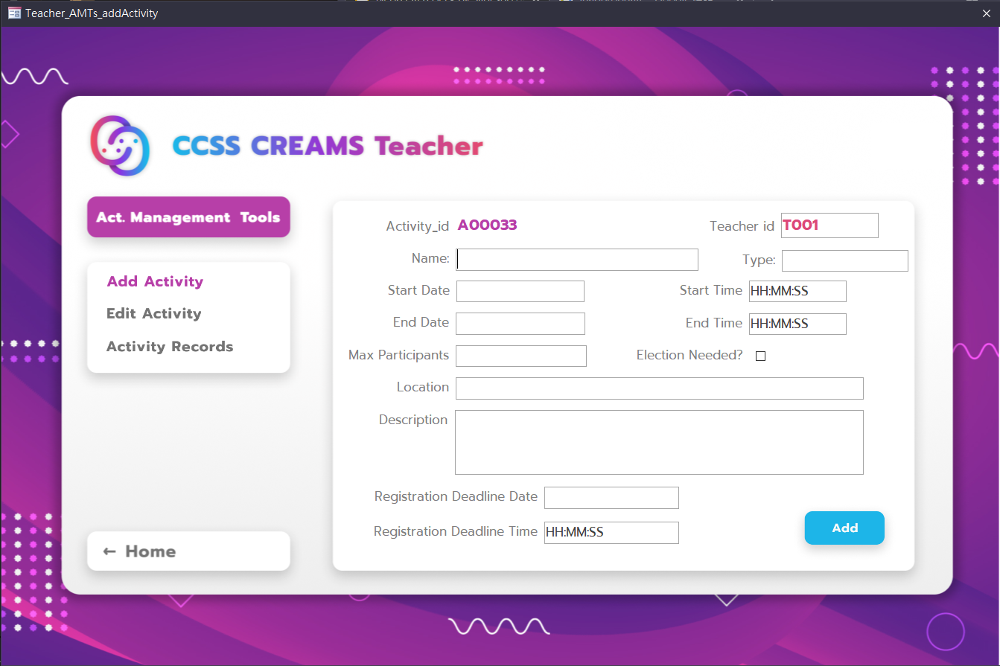 Teacher_AMTs_addActivity
CCSS CREAMS Teacher
Act. Management Tools
Add Activity
Edit Activity
Activity Records
← Home
Activity_id A00033 Teacher id T001
Name: Type:
Start Date Start Time HH:MM:SS
End Date End Time HH:MM:SS
Max Participants Election Needed?
Location
Description
Registration Deadline Date
Registration Deadline Time HH:MM:SS
Add